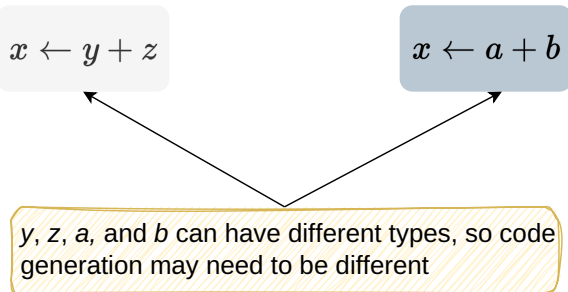 x ← y + z
x ← a + b
y, z, a, and b can have different types, so code
generation may need to be different